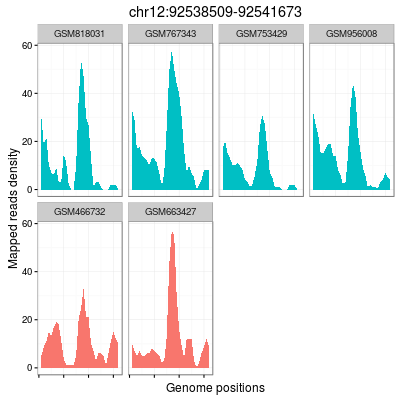 chr12:92538509-92541673
GSM818031 GSM767343 GSM753429 GSM956008
60
40
20
0
GSM466732 GSM663427
60
40
20
0
Mapped reads density
Genome positions